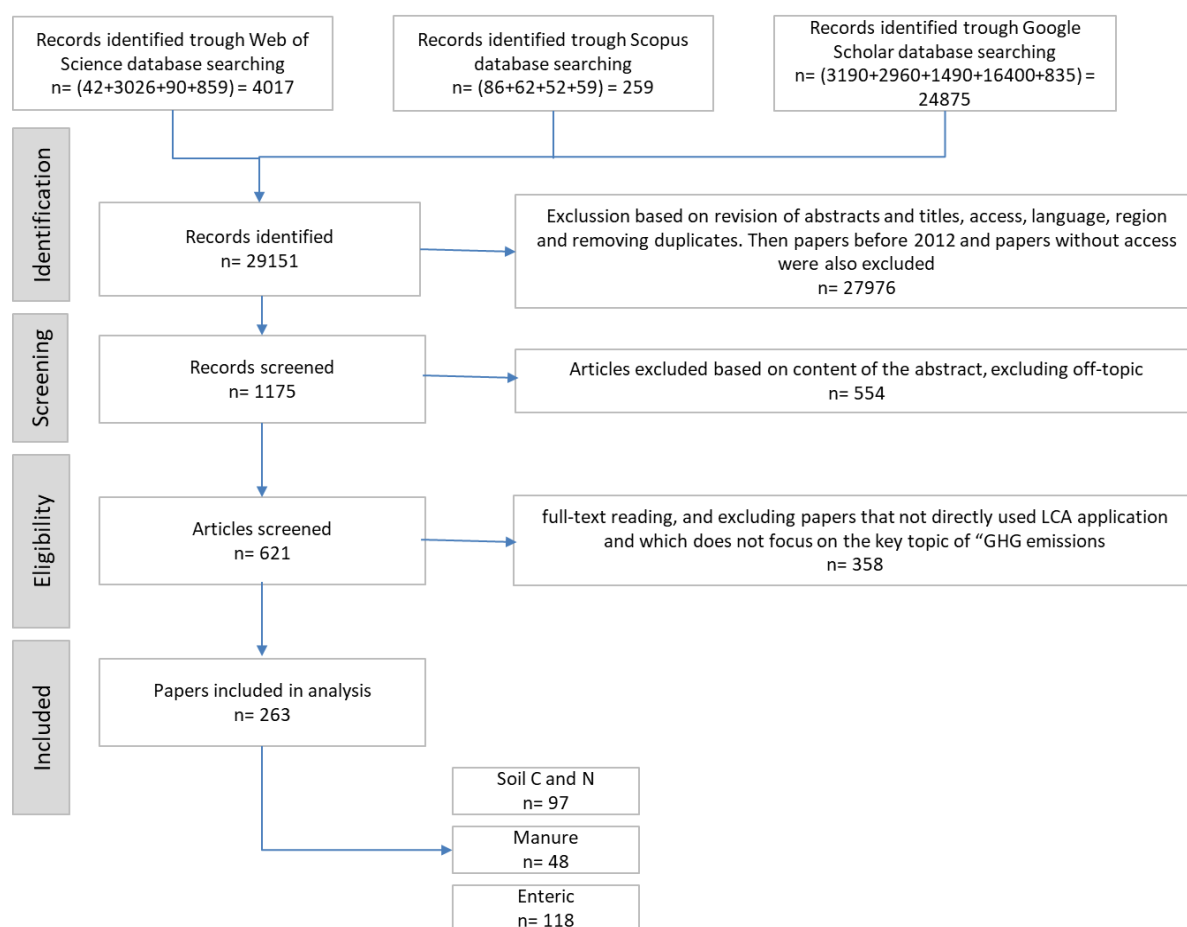 Records identified trough Web of
Science database searching
n= (42+3026+90+859) = 4017
Records identified trough Scopus
database searching
n= (86+62+52+59) = 259
Records identified trough Google
Scholar database searching
n= (3190+2960+1490+16400+835) =
24875
Identification
Records identified
n= 29151
Exclussion based on revision of abstracts and titles, access, language, region
and removing duplicates. Then papers before 2012 and papers without access
were also excluded
n= 27976
Screening
Records screened
n= 1175
Articles excluded based on content of the abstract, excluding off-topic
n= 554
Eligibility
Articles screened
n= 621
full-text reading, and excluding papers that not directly used LCA application
and which does not focus on the key topic of “GHG emissions
n= 358
Included
Papers included in analysis
n= 263
Soil C and N
n= 97
Manure
n= 48
Enteric
n= 118